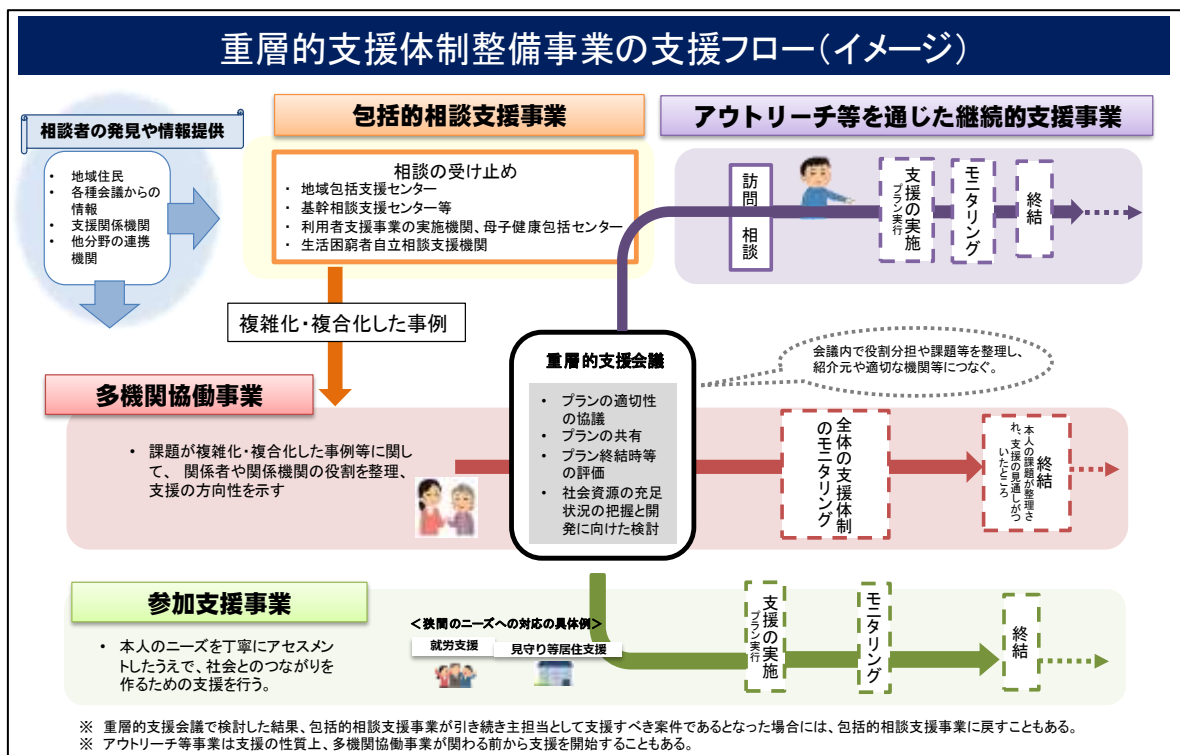 重層的支援体制整備事業の支援フロー(イメージ)
相談者の発見や情報提供
・ 地域住民
・ 各種会議からの
情報
・ 支援関係機関
・ 他分野の連携
機関
包括的相談支援事業
相談の受け止め
・ 地域包括支援センター
・ 基幹相談支援センター等
・ 利用者支援事業の実施機関、母子健康包括センター
・ 生活困窮者自立相談支援機関
アウトリーチ等を通じた継続的支援事業
訪問・相談
支援の実施
プラン実行
モニタリング
終結
複雑化・複合化した事例
重層的支援会議
・ プランの適切性
の協議
・ プランの共有
・ プラン終結時等
の評価
・ 社会資源の充足
状況の把握と開
発に向けた検討
会議内で役割分担や課題等を整理し、
紹介元や適切な機関等につなぐ。
多機関協働事業
・ 課題が複雑化・複合化した事例等に関し
て、 関係者や関係機関の役割を整理、
支援の方向性を示す
全体の支援体制
のモニタリング
終結
本人の課題が整理さ
れ、支援の見通しがつ
いたところ
参加支援事業
・ 本人のニーズを丁寧にアセスメン
トしたうえで、社会とのつながりを
作るための支援を行う。
<狭間のニーズへの対応の具体例>
就労支援
見守り等居住支援
支援の実施
プラン実行
モニタリング
終結
※ 重層的支援会議で検討した結果、包括的相談支援事業が引き続き主担当として支援すべき案件であるとなった場合には、包括的相談支援事業に戻すこともある。
※ アウトリーチ等事業は支援の性質上、多機関協働事業が関わる前から支援を開始することもある。